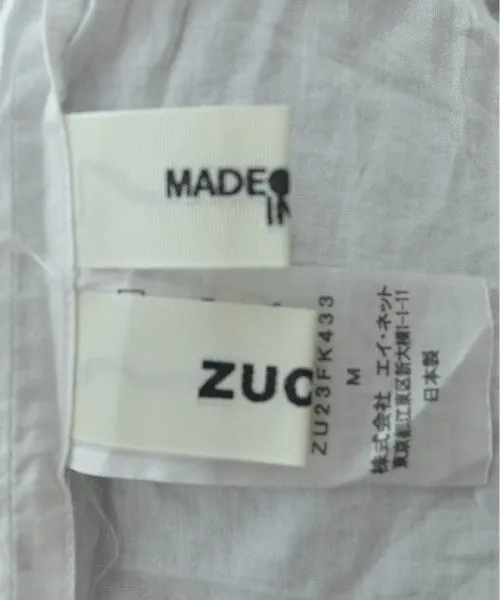 MADE
IN
ZUC
ZU23FK433
M
株式会社 エイ・ネット
東京都江東区新大橋1-1-11
日本製